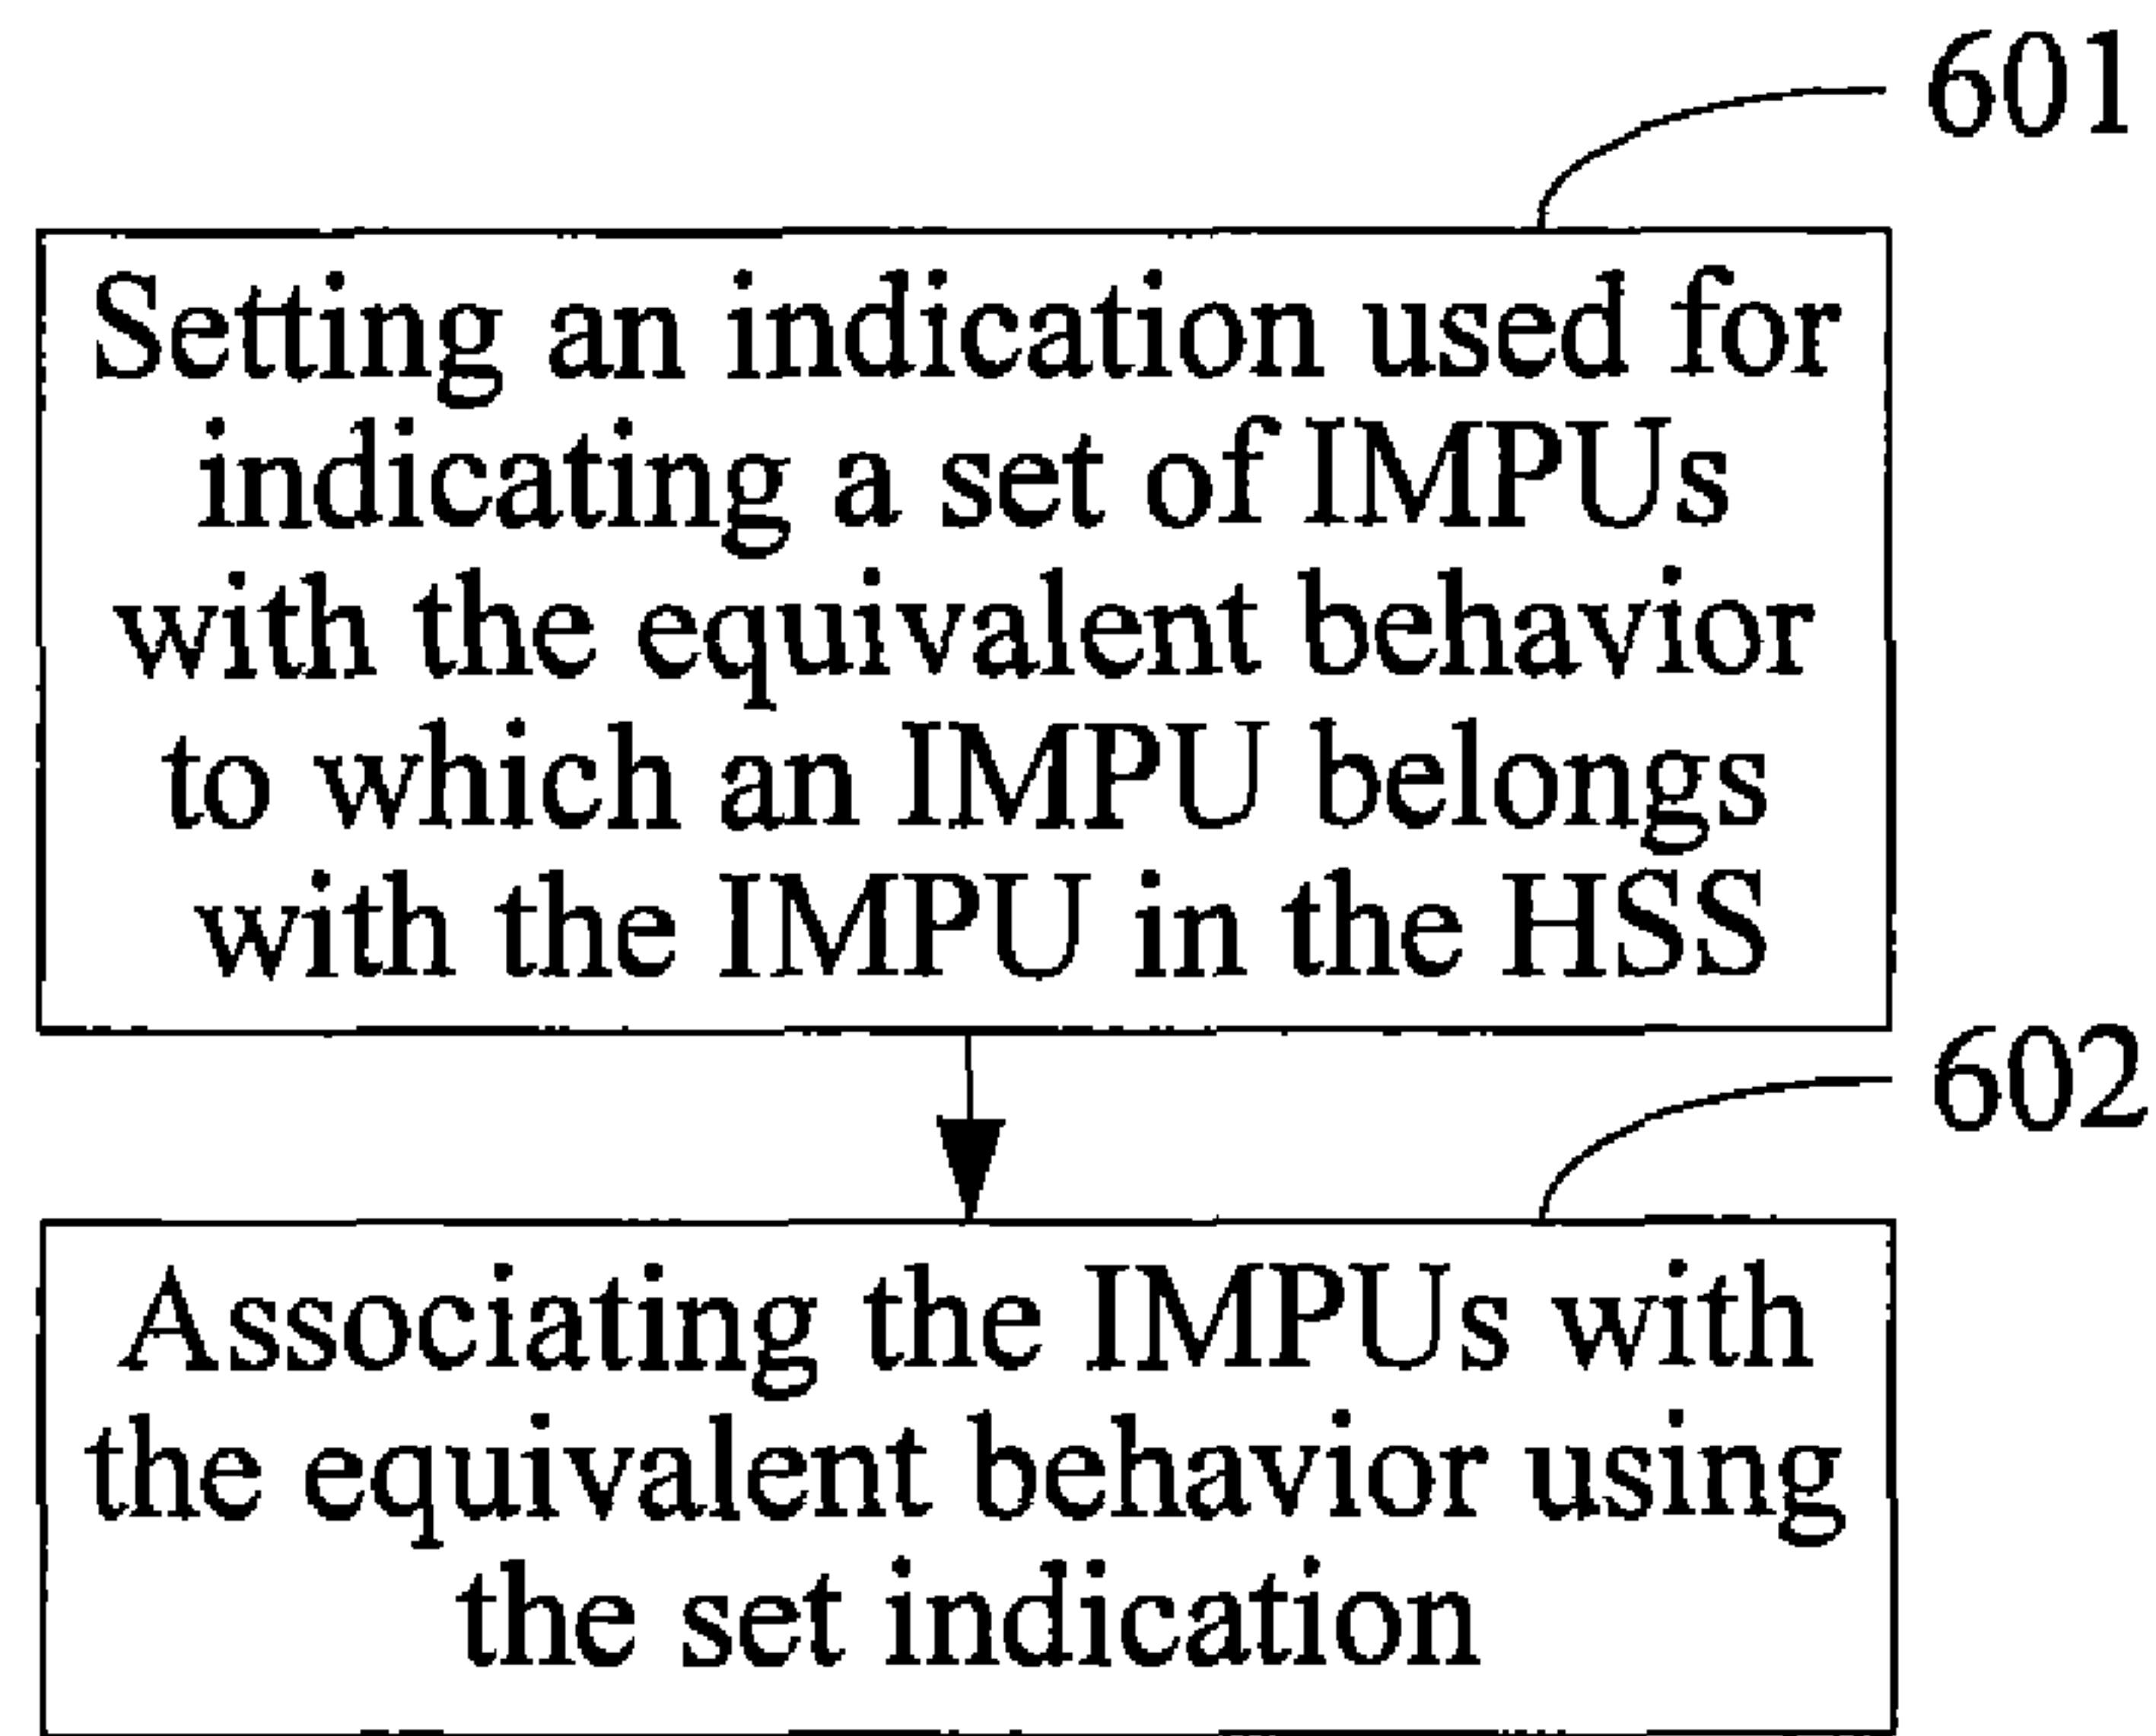 601
Setting an indication used for
indicating a set of IMPUs
with the equivalent behavior
to which an IMPU belongs
with the IMPU in the HSS
602
Associating the IMPUs with
the equivalent behavior using
the set indication